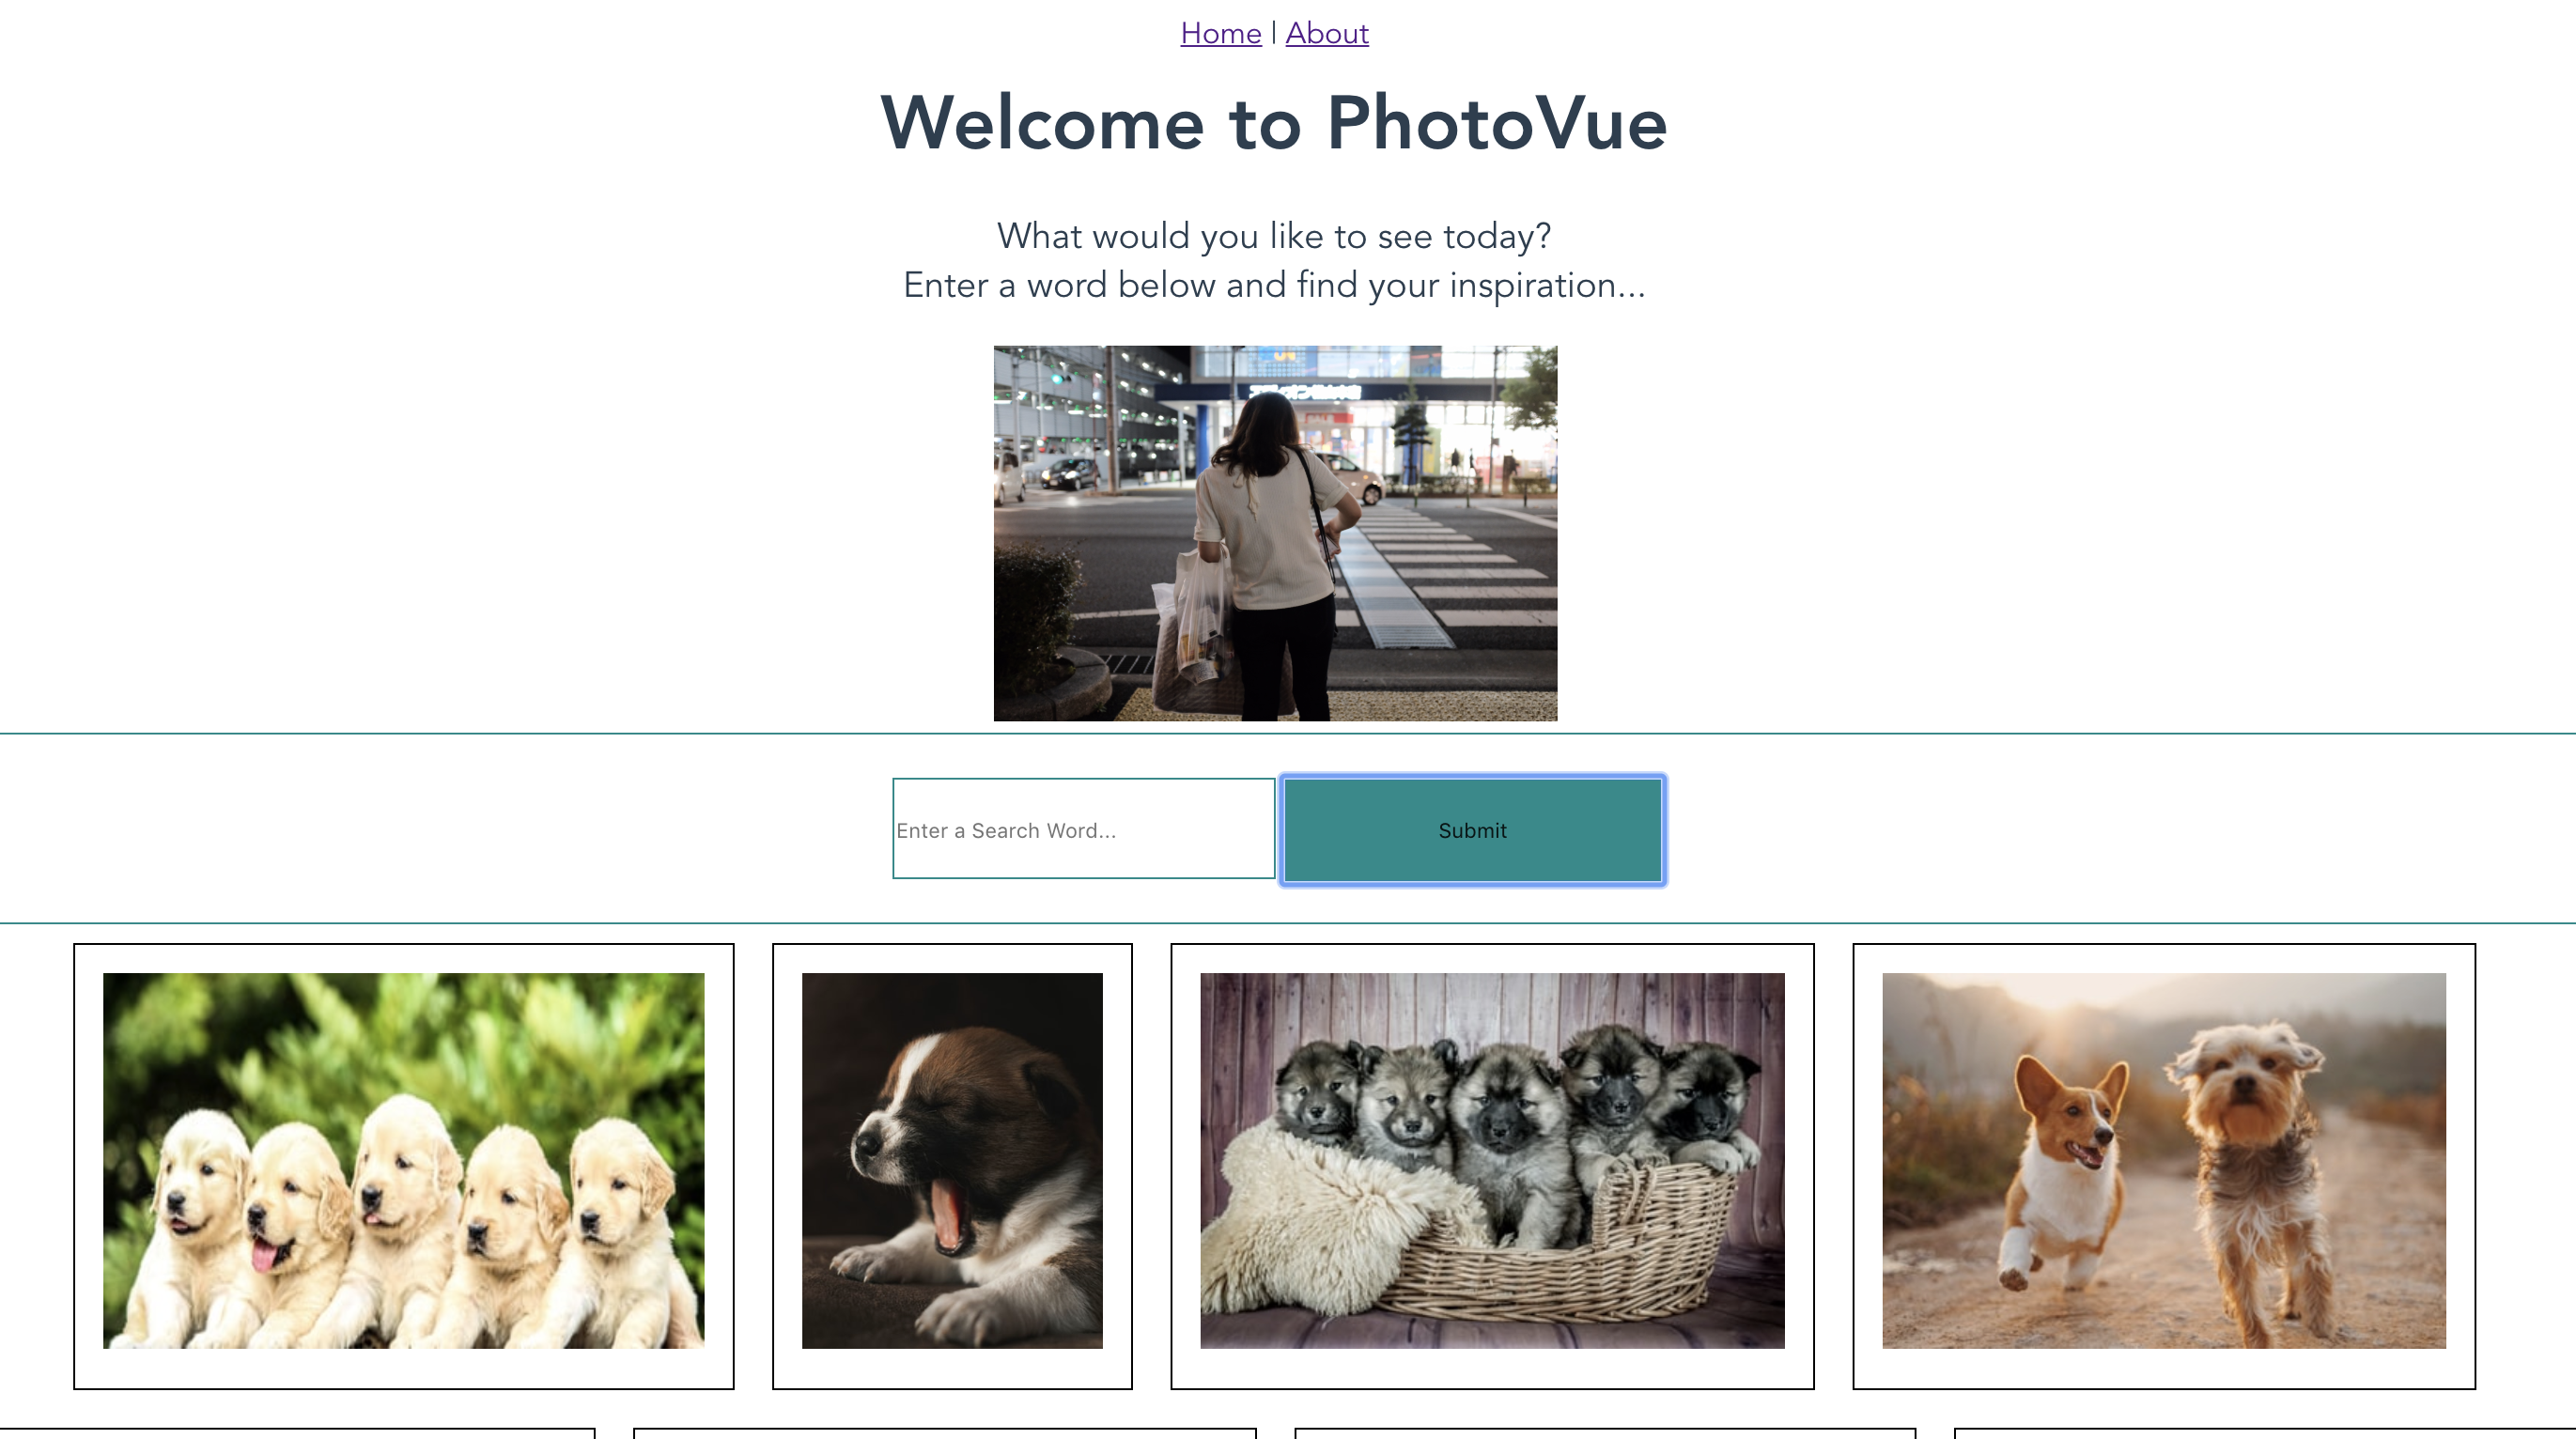 Home | About
Welcome to PhotoVue
What would you like to see today?
Enter a word below and find your inspiration...
SALE
Enter a Search Word...
Submit